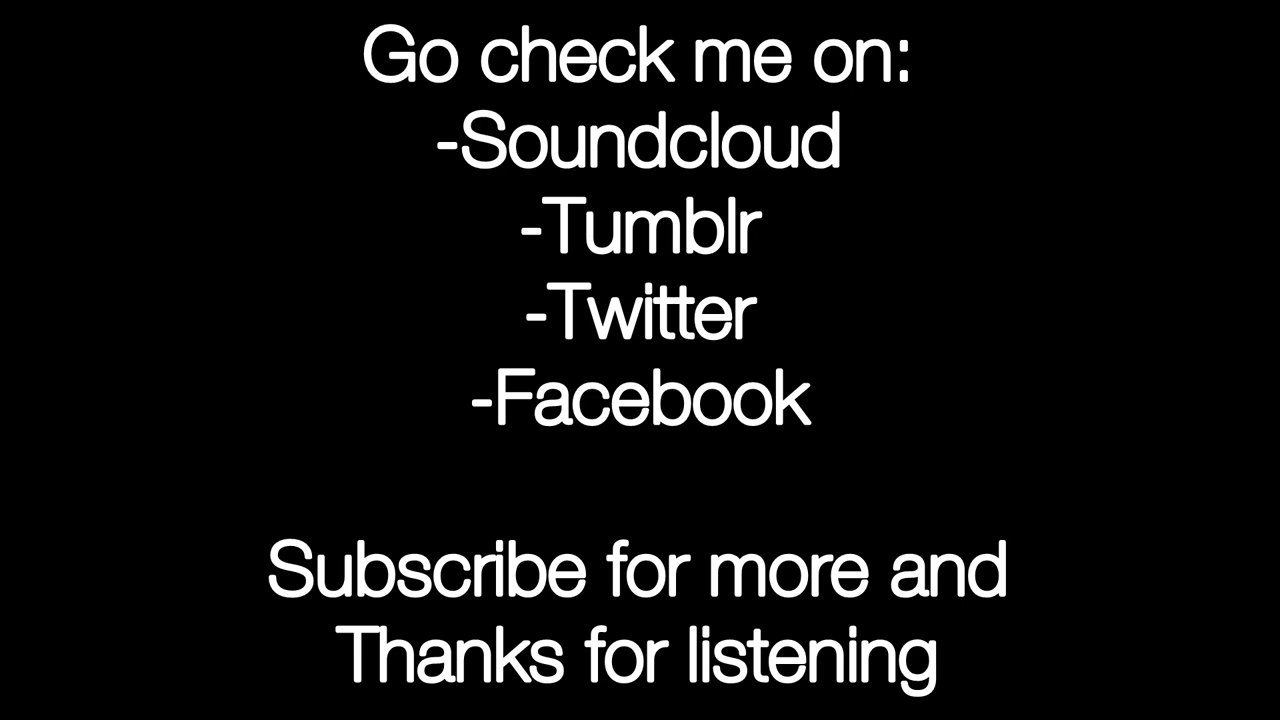 Go check me on:
-Soundcloud
-Tumblr
-Twitter
-Facebook
Subscribe for more and
Thanks for listening